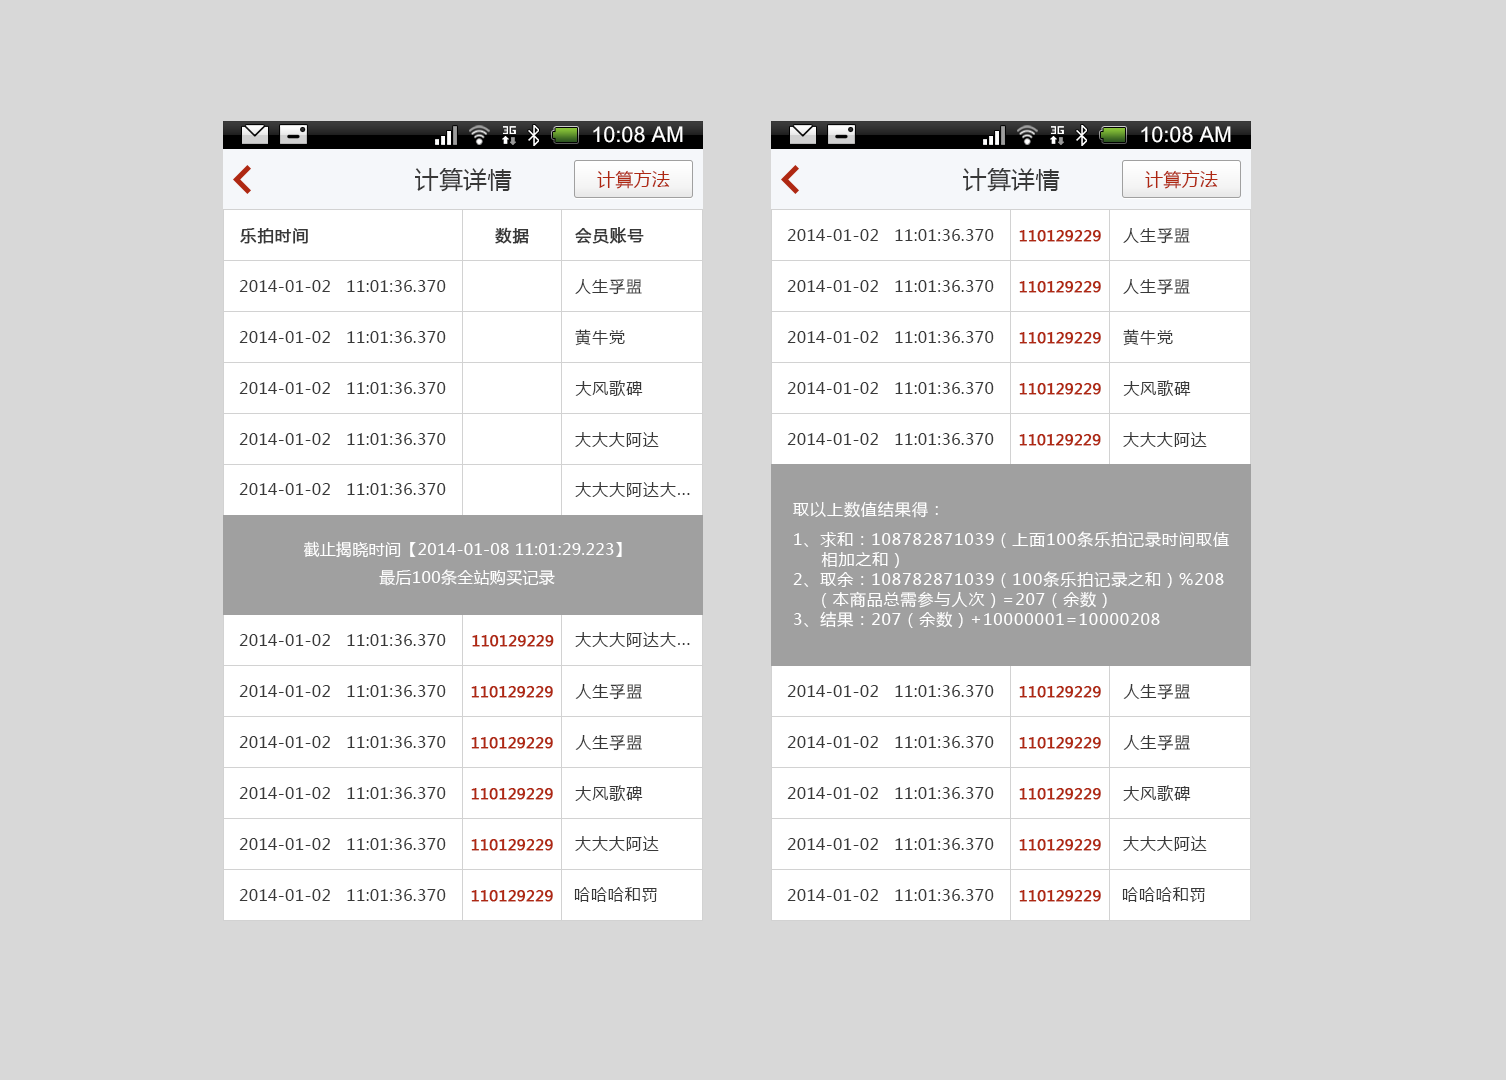 10:08 AM
计算详情
计算方法
乐拍时间 数据 会员账号
2014-01-02 11:01:36.370 人生孚盟
2014-01-02 11:01:36.370 黄牛党
2014-01-02 11:01:36.370 大风歌碑
2014-01-02 11:01:36.370 大大大阿达
2014-01-02 11:01:36.370 大大大阿达大...
截止揭晓时间【2014-01-08 11:01:29.223】
最后100条全站购买记录
2014-01-02 11:01:36.370 110129229 大大大阿达大...
2014-01-02 11:01:36.370 110129229 人生孚盟
2014-01-02 11:01:36.370 110129229 人生孚盟
2014-01-02 11:01:36.370 110129229 大风歌碑
2014-01-02 11:01:36.370 110129229 大大大阿达
2014-01-02 11:01:36.370 110129229 哈哈哈和罚
3G
10:08 AM
计算详情
计算方法
2014-01-02 11:01:36.370 110129229 人生孚盟
2014-01-02 11:01:36.370 110129229 人生孚盟
2014-01-02 11:01:36.370 110129229 黄牛党
2014-01-02 11:01:36.370 110129229 大风歌碑
2014-01-02 11:01:36.370 110129229 大大大阿达
取以上数值结果得：
1、求和：108782871039（上面100条乐拍记录时间取值
相加之和）
2、取余：108782871039（100条乐拍记录之和）%208
（本商品总需参与人次）=207（余数）
3、结果：207（余数）+10000001=10000208
2014-01-02 11:01:36.370 110129229 人生孚盟
2014-01-02 11:01:36.370 110129229 人生孚盟
2014-01-02 11:01:36.370 110129229 大风歌碑
2014-01-02 11:01:36.370 110129229 大大大阿达
2014-01-02 11:01:36.370 110129229 哈哈哈和罚
3G